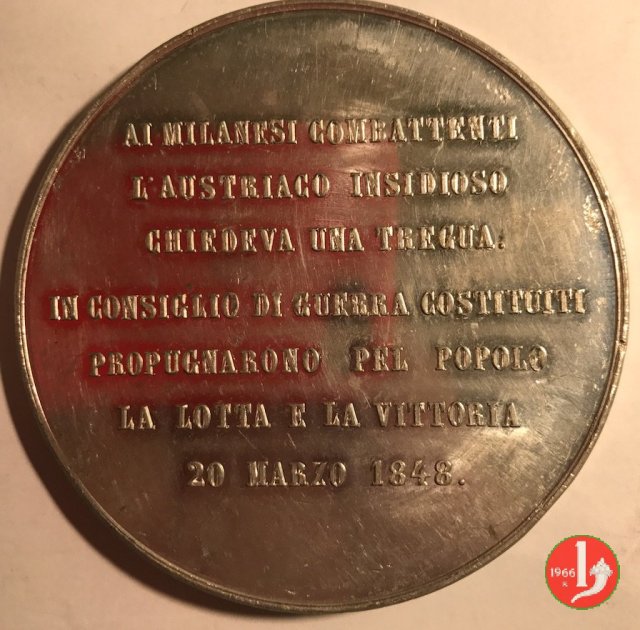 AI MILANESI COMBATTENTI
L'AUSTRIACO INSIDIOSO
CHIEDEVA UNA TREGUA:
IN CONSIGLIO DI GUERRA COSTITUITI
PROPUGNARONO PEL POPOLO
LA LOTTA E LA VITTORIA
20 MARZO 1848.
1966